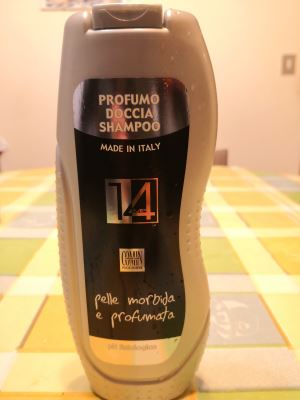 PROFUMO
DOCCIA
SHAMPOO
MADE IN ITALY
14
pelle morbida
e profumata
pH fisiologico